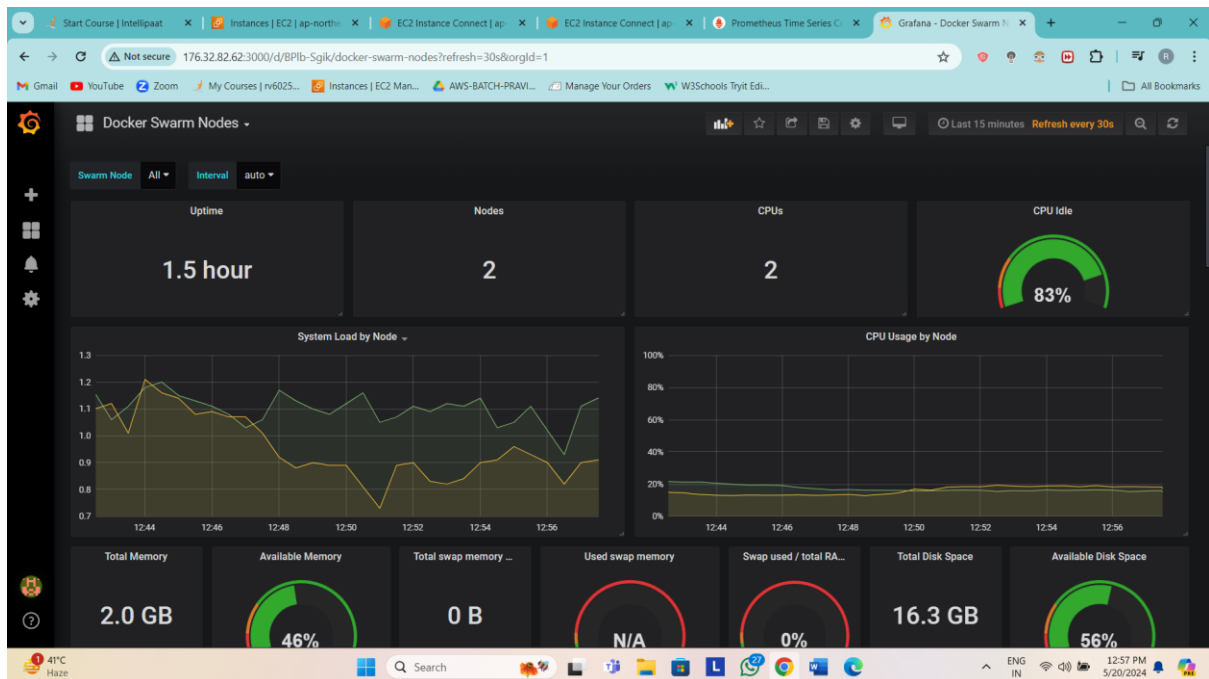 Start Course | Intellipaat
Instances | EC2 | ap-northe
EC2 Instance Connect | ap-
EC2 Instance Connect | ap-
Prometheus Time Series Co
Grafana - Docker Swarm N
Not secure 176.32.82.62:3000/d/BPlb-Sgik/docker-swarm-nodes?refresh=30s&orgId=1
R
Gmail YouTube Zoom My Courses | rv6025... Instances | EC2 Man... AWS-BATCH-PRAVI... Manage Your Orders W3Schools Tryit Edi... All Bookmarks
Docker Swarm Nodes
Last 15 minutes Refresh every 30s
Swarm Node All Interval auto
Uptime
1.5 hour
Nodes
2
CPUs
2
CPU Idle
83%
System Load by Node
1.3
1.2
1.1
1.0
0.9
0.8
0.7
12:44 12:46 12:48 12:50 12:52 12:54 12:56
CPU Usage by Node
100%
80%
60%
40%
20%
0%
12:44 12:46 12:48 12:50 12:52 12:54 12:56
Total Memory
2.0 GB
Available Memory
46%
Total swap memory ...
0 B
Used swap memory
N/A
Swap used / total RA...
0%
Total Disk Space
16.3 GB
Available Disk Space
56%
1
41°C
Haze
Search
L
27
W
ENG
IN
12:57 PM
5/20/2024
PRE